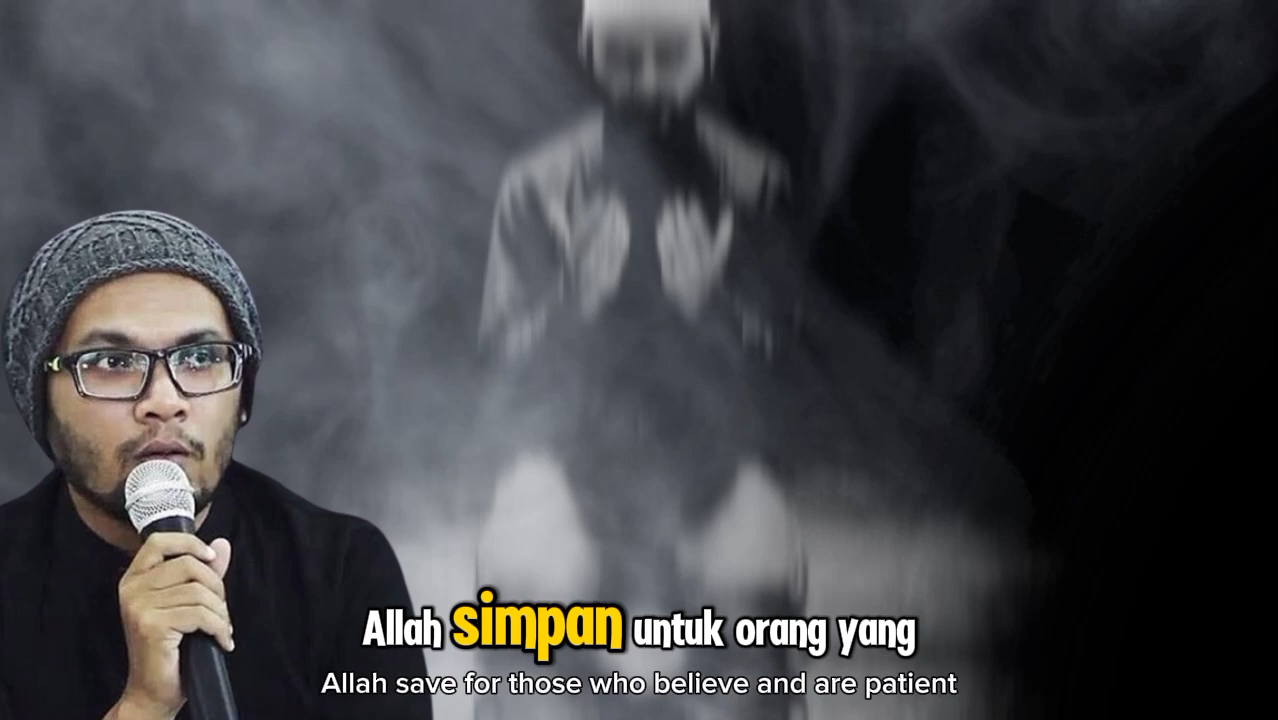 Allah simpan untuk orang yang
Allah save for those who believe and are patient